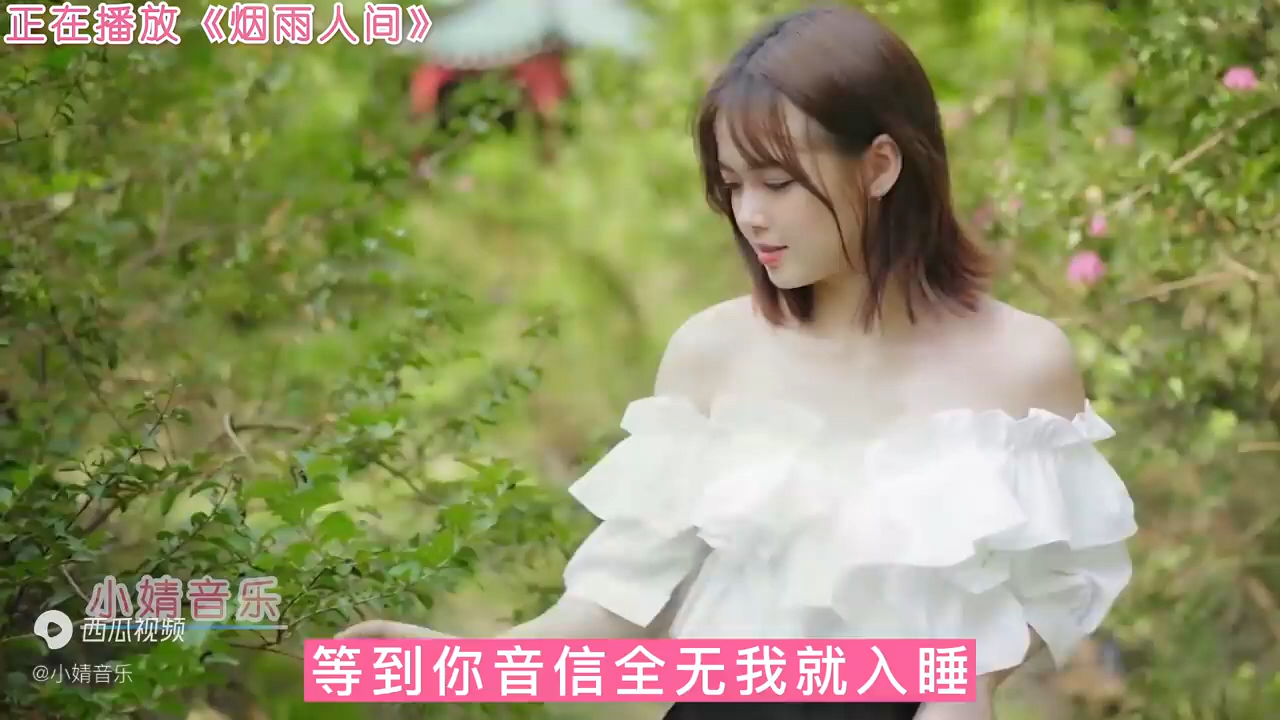 正在播放《烟雨人间》
小婧音乐
西瓜视频
@小婧音乐
等到你音信全无我就入睡